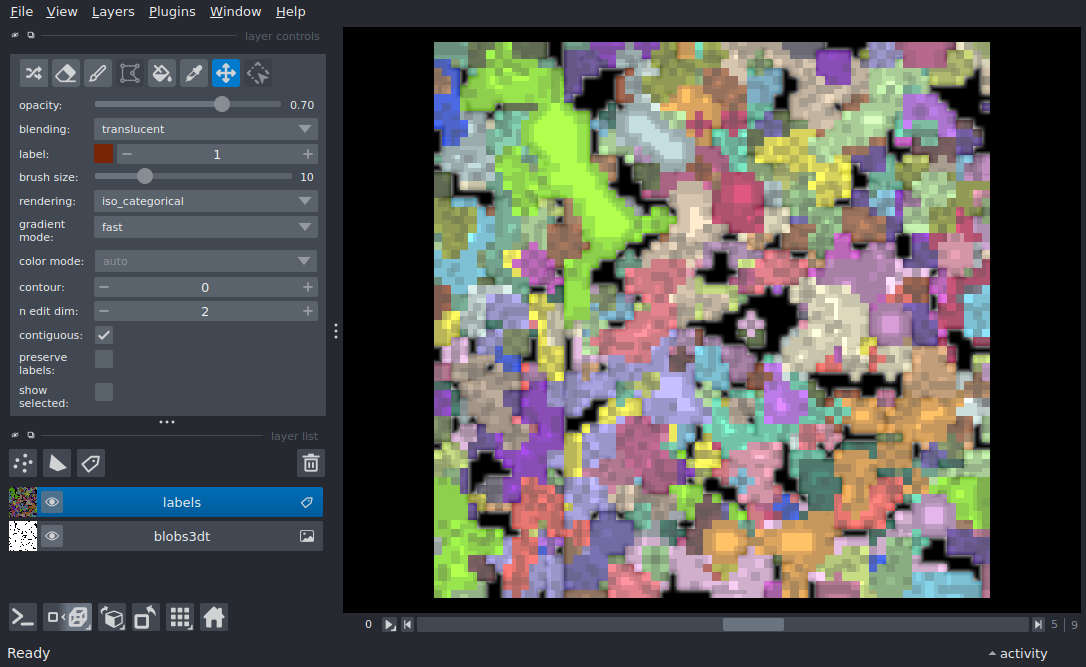 File View Layers Plugins Window Help
layer controls
opacity: 0.70
blending: translucent
label: 1
brush size: 10
rendering: iso_categorical
gradient
mode: fast
color mode: auto
contour: 0
n edit dim: 2
contiguous:
preserve
labels:
show
selected:
layer list
labels
blobs3dt
0 5 | 9
Ready activity